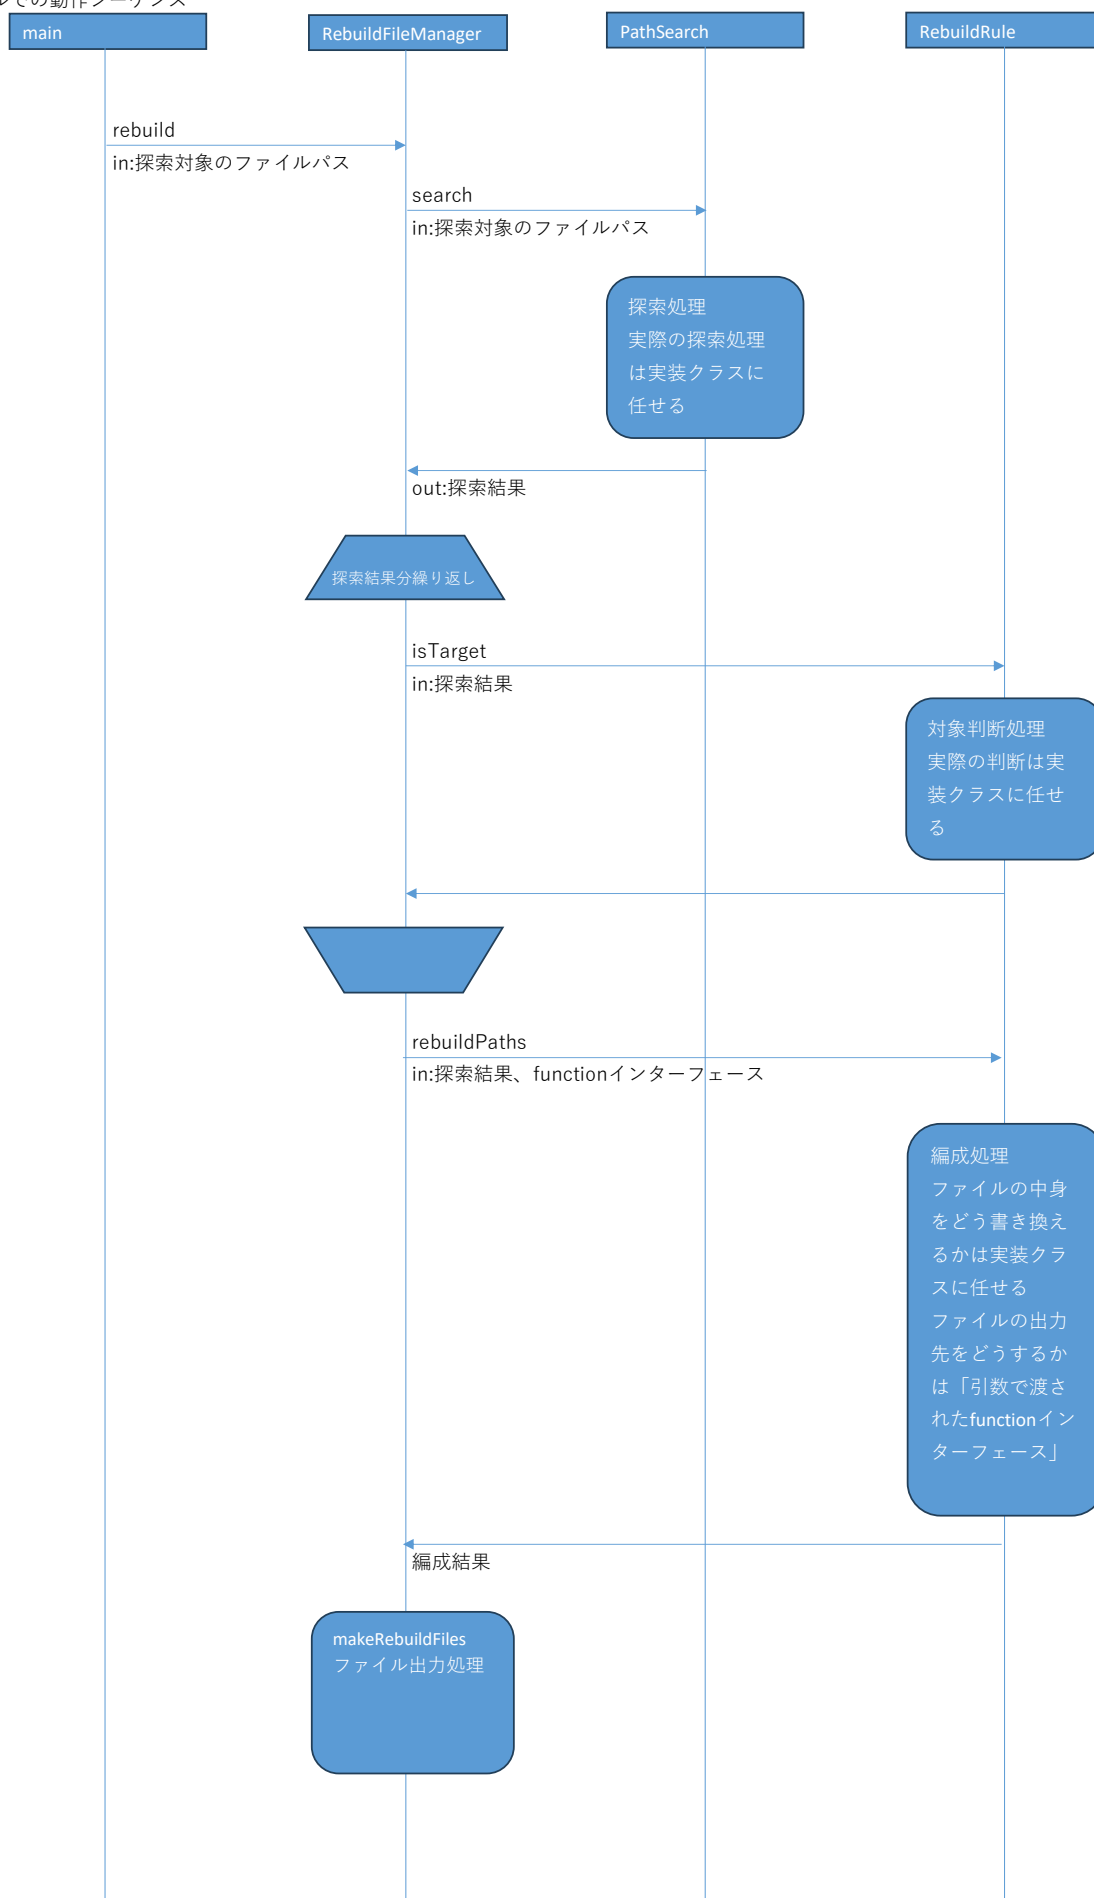 での動作シーケンス
main
RebuildFileManager
PathSearch
RebuildRule
rebuild
in:探索対象のファイルパス
search
in:探索対象のファイルパス
探索処理
実際の探索処理
は実装クラスに
任せる
out:探索結果
探索結果分繰り返し
isTarget
in:探索結果
対象判断処理
実際の判断は実
装クラスに任せ
る
rebuildPaths
in:探索結果、functionインターフェース
編成処理
ファイルの中身
をどう書き換え
るかは実装クラ
スに任せる
ファイルの出力
先をどうするか
は「引数で渡さ
れたfunctionイン
ターフェース」
編成結果
makeRebuildFiles
ファイル出力処理